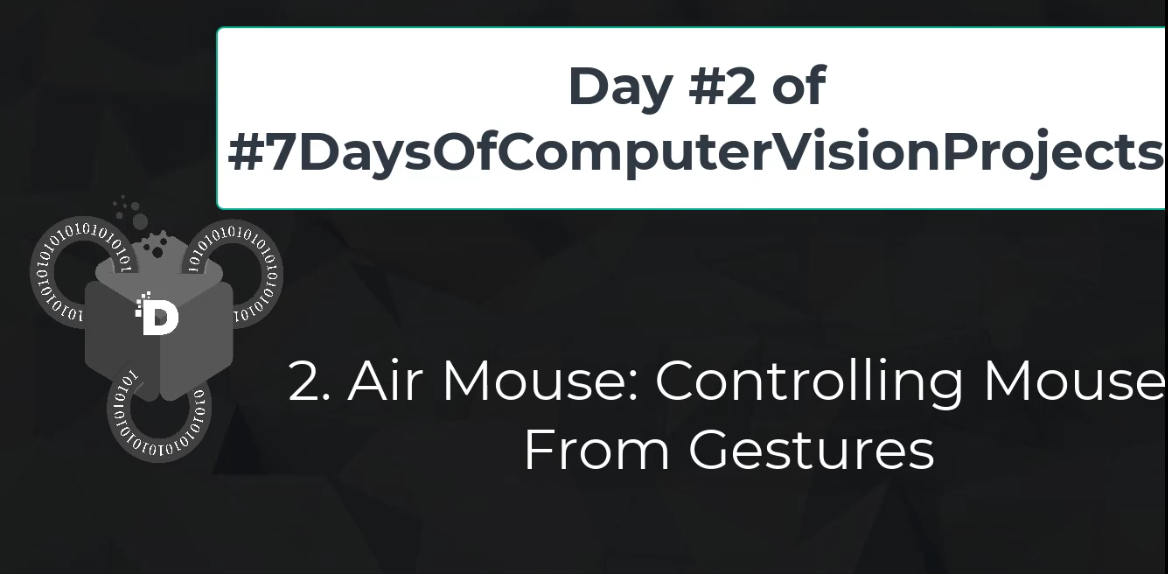 Day #2 of
#7DaysOfComputerVisionProjects
D
2. Air Mouse: Controlling Mouse
From Gestures